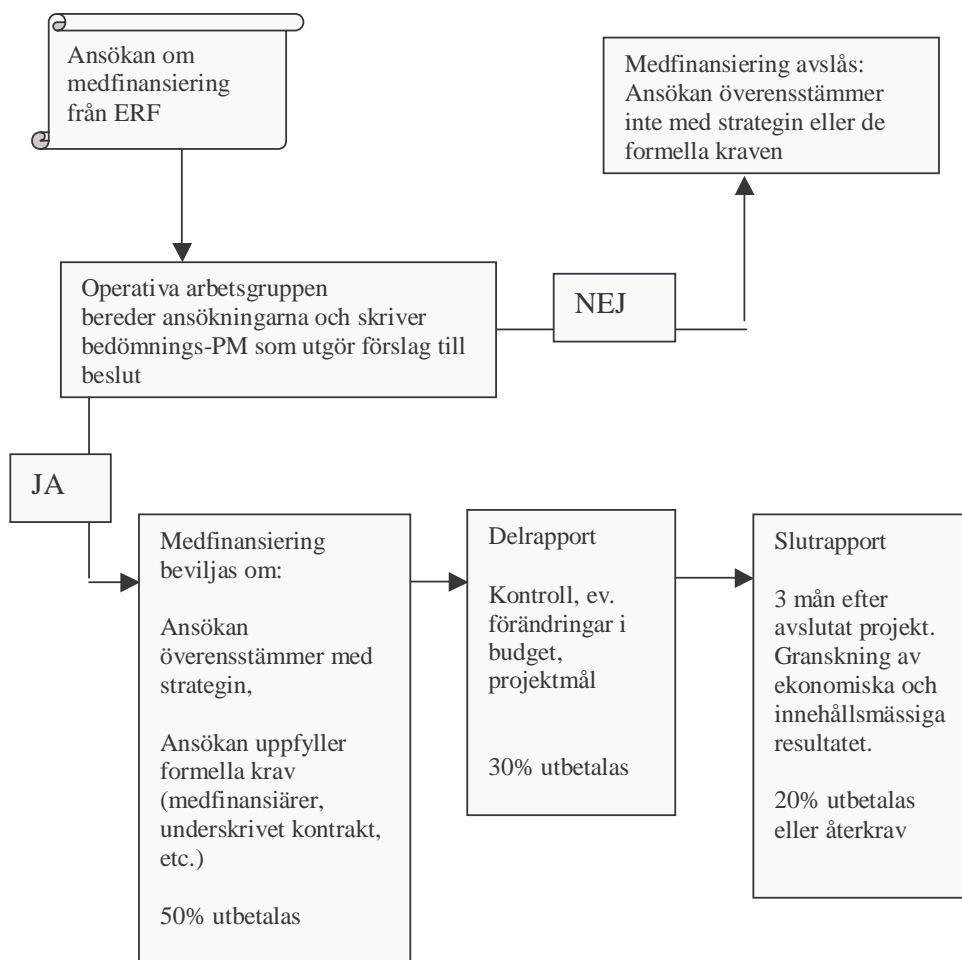 Ansökan om
medfinansiering
från ERF
Medfinansiering avslås:
Ansökan överensstämmer
inte med strategin eller de
formella kraven
Operativa arbetsgruppen
bereder ansökningarna och skriver
bedömnings-PM som utgör förslag till
beslut
NEJ
JA
Medfinansiering
beviljas om:
Ansökan
överensstämmer med
strategin,
Ansökan uppfyller
formella krav
(medfinansiärer,
underskrivet kontrakt,
etc.)
50% utbetalas
Delrapport
Kontroll, ev.
förändringar i
budget,
projektmål
30% utbetalas
Slutrapport
3 mån efter
avslutat projekt.
Granskning av
ekonomiska och
innehållsmässiga
resultatet.
20% utbetalas
eller återkrav